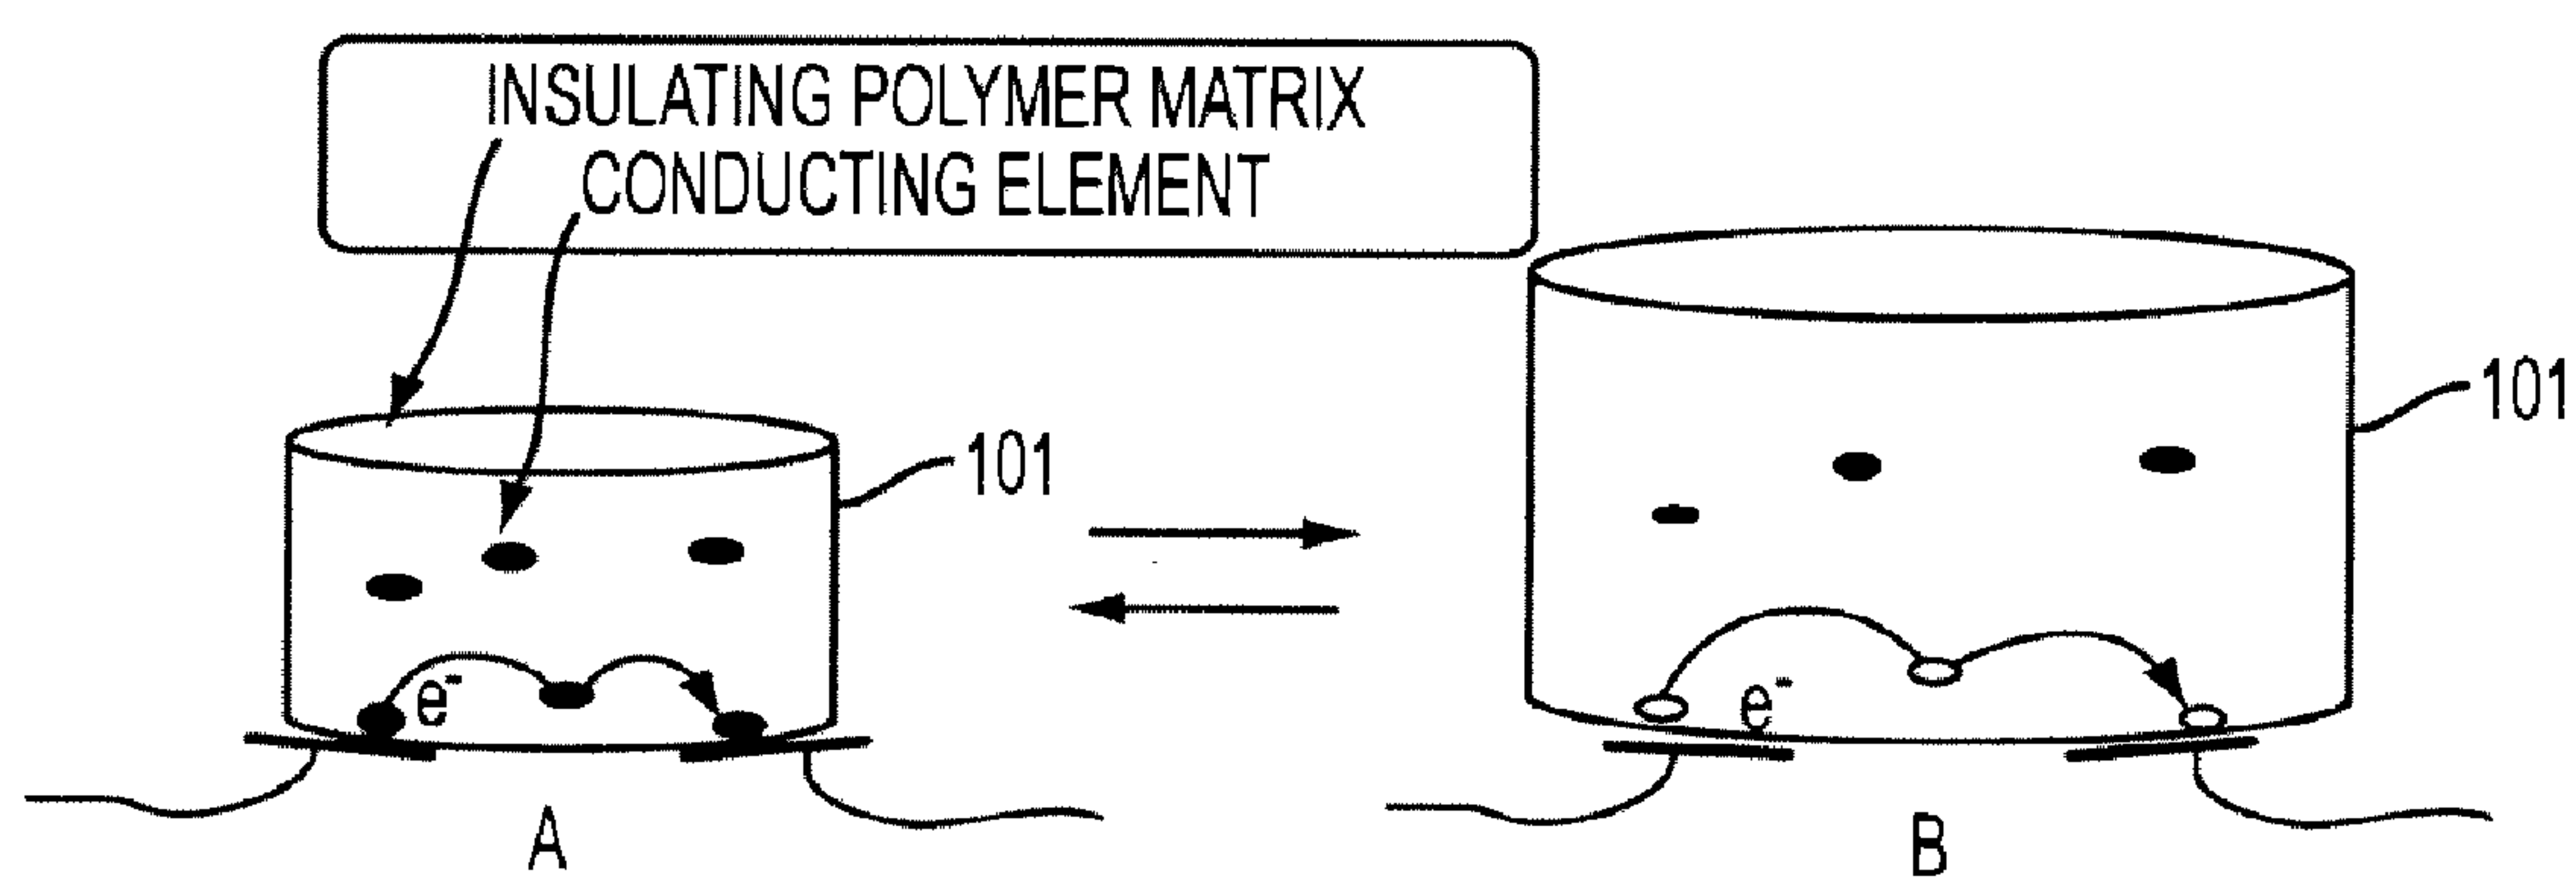 INSULATING POLYMER MATRIX
CONDUCTING ELEMENT
101
101
e⁻
e⁻
A
B